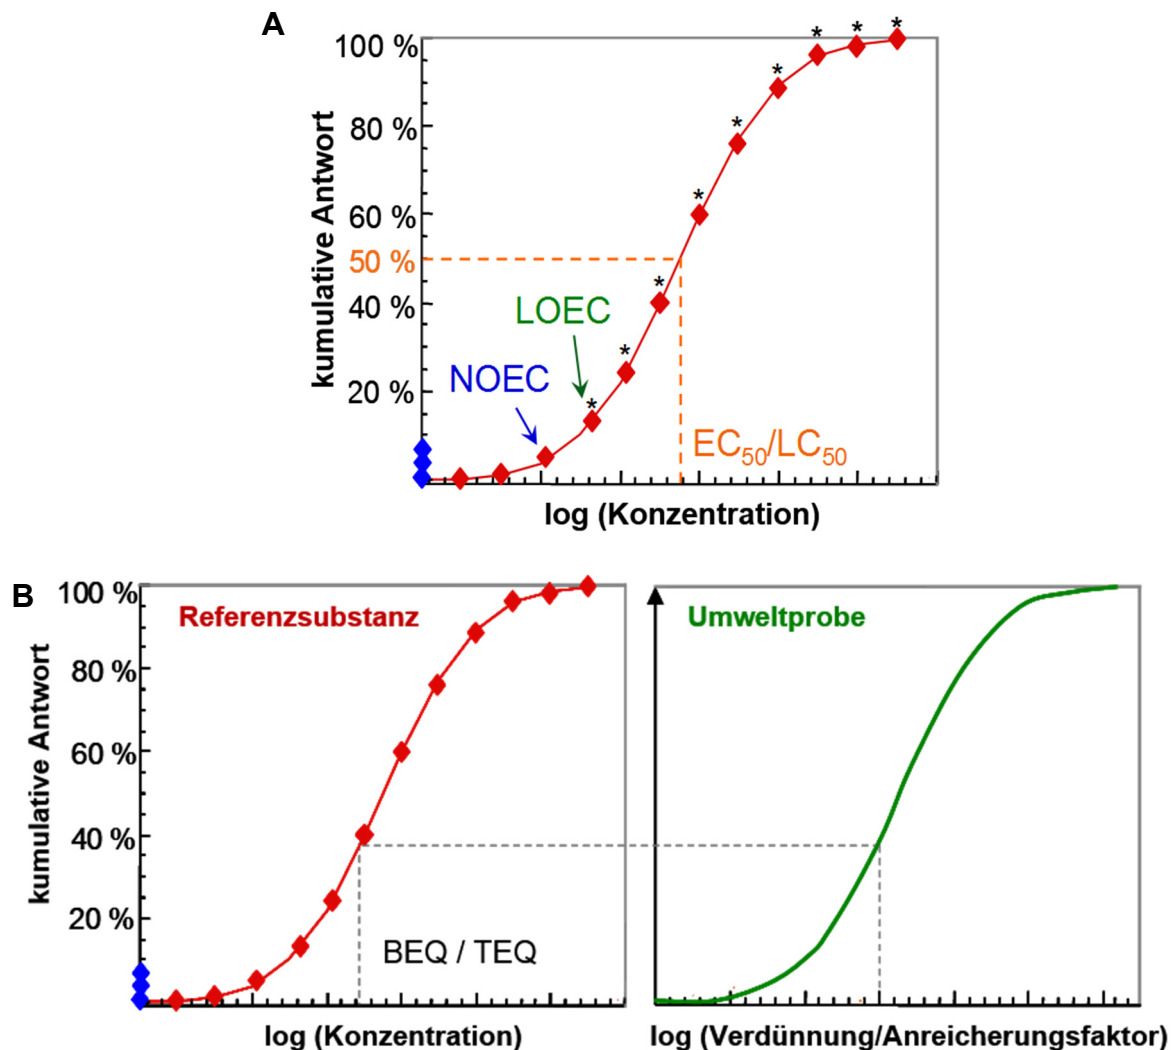 A
100 %
80 %
60 %
50 %
40 %
20 %
kumulative Antwort
* * * * * * * * *
LOEC
NOEC
EC50/LC50
log (Konzentration)
B
100 %
80 %
60 %
40 %
20 %
kumulative Antwort
Referenzsubstanz
BEQ / TEQ
log (Konzentration)
Umweltprobe
log (Verdünnung/Anreicherungsfaktor)